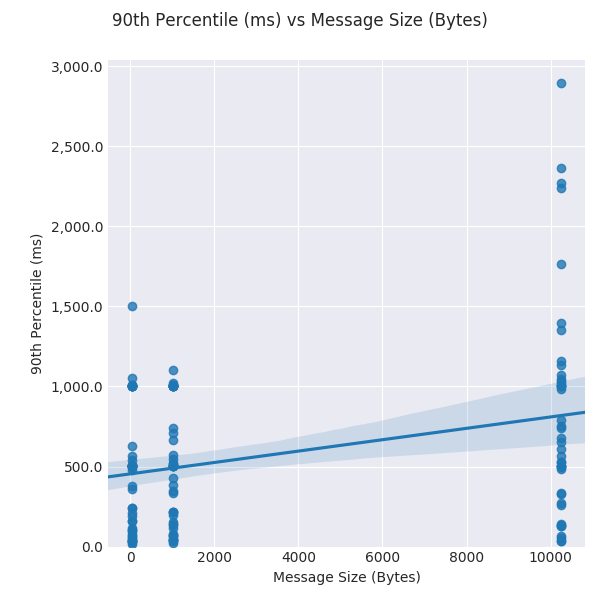 90th Percentile (ms) vs Message Size (Bytes)
3,000.0
2,500.0
2,000.0
1,500.0
1,000.0
500.0
0.0
90th Percentile (ms)
0 2000 4000 6000 8000 10000
Message Size (Bytes)